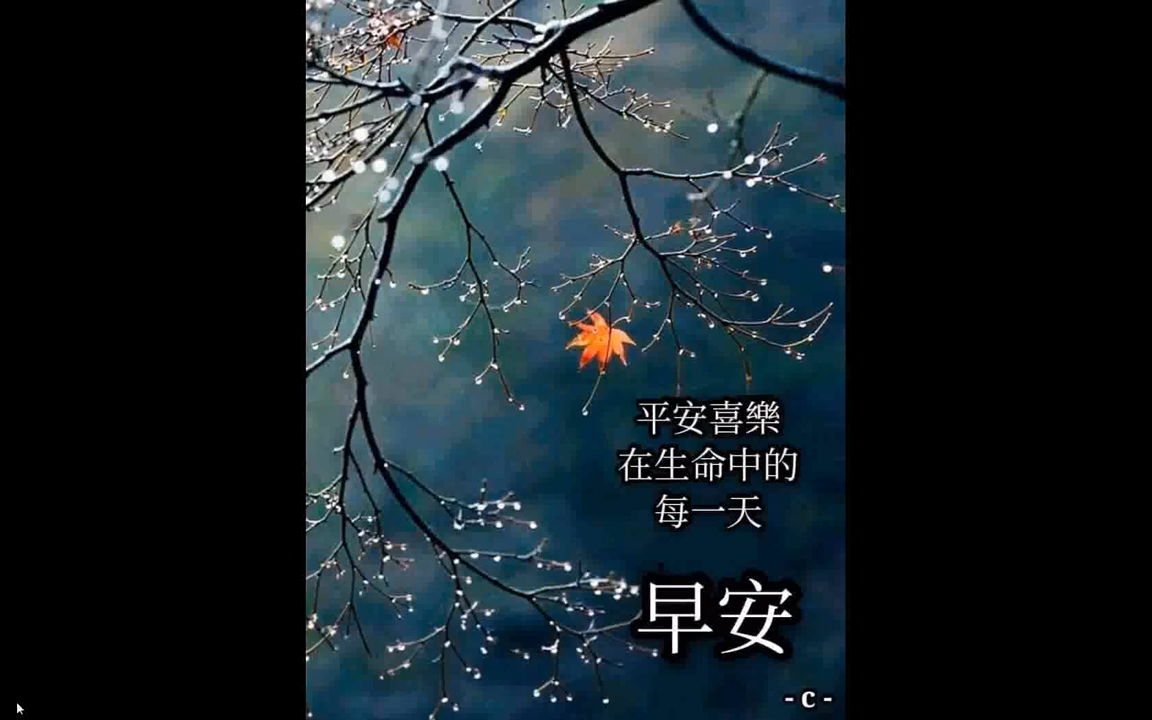 平安喜樂
在生命中的
每一天
早安
- c -